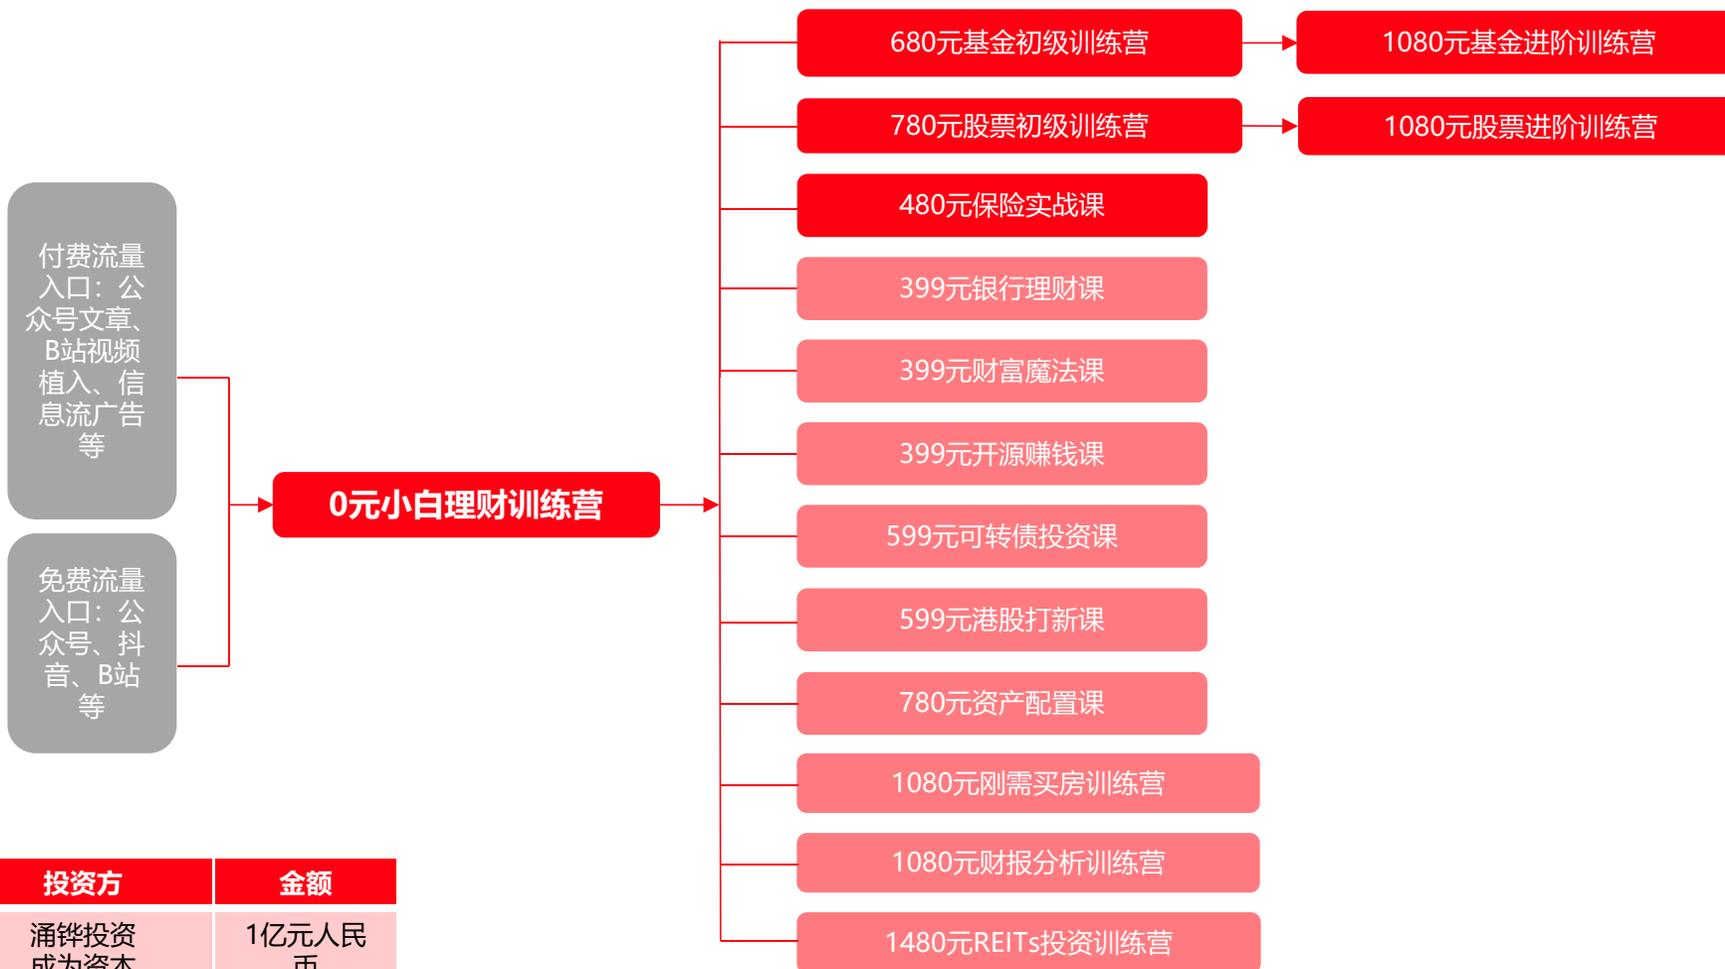 付费流量
入口：公
众号文章、
B站视频
植入、信
息流广告
等
免费流量
入口：公
众号、抖
音、B站
等
0元小白理财训练营
680元基金初级训练营
1080元基金进阶训练营
780元股票初级训练营
1080元股票进阶训练营
480元保险实战课
399元银行理财课
399元财富魔法课
399元开源赚钱课
599元可转债投资课
599元港股打新课
780元资产配置课
1080元刚需买房训练营
1080元财报分析训练营
1480元REITs投资训练营
投资方
金额
涌铧投资
成为资本
1亿元人民
币